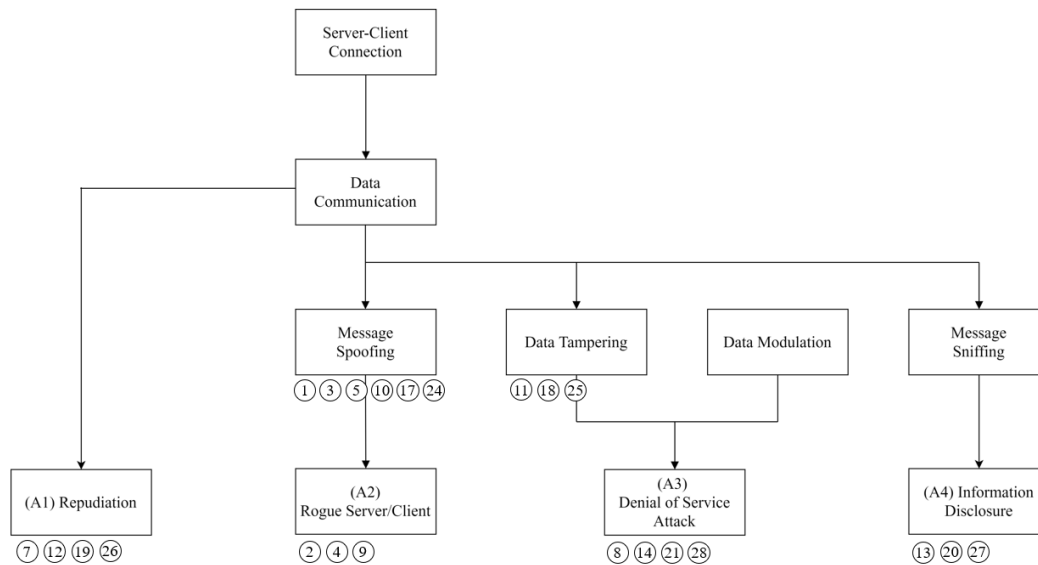 Server-Client
Connection
Data
Communication
Message
Spoofing
① ③ ⑤ ⑩ ⑰ ㉔
Data Tampering
⑪ ⑱ ㉕
Data Modulation
Message
Sniffing
(A1) Repudiation
⑦ ⑫ ⑲ ㉖
(A2)
Rogue Server/Client
② ④ ⑨
(A3)
Denial of Service
Attack
⑧ ⑭ ㉑ ㉘
(A4) Information
Disclosure
⑬ ⑳ ㉗